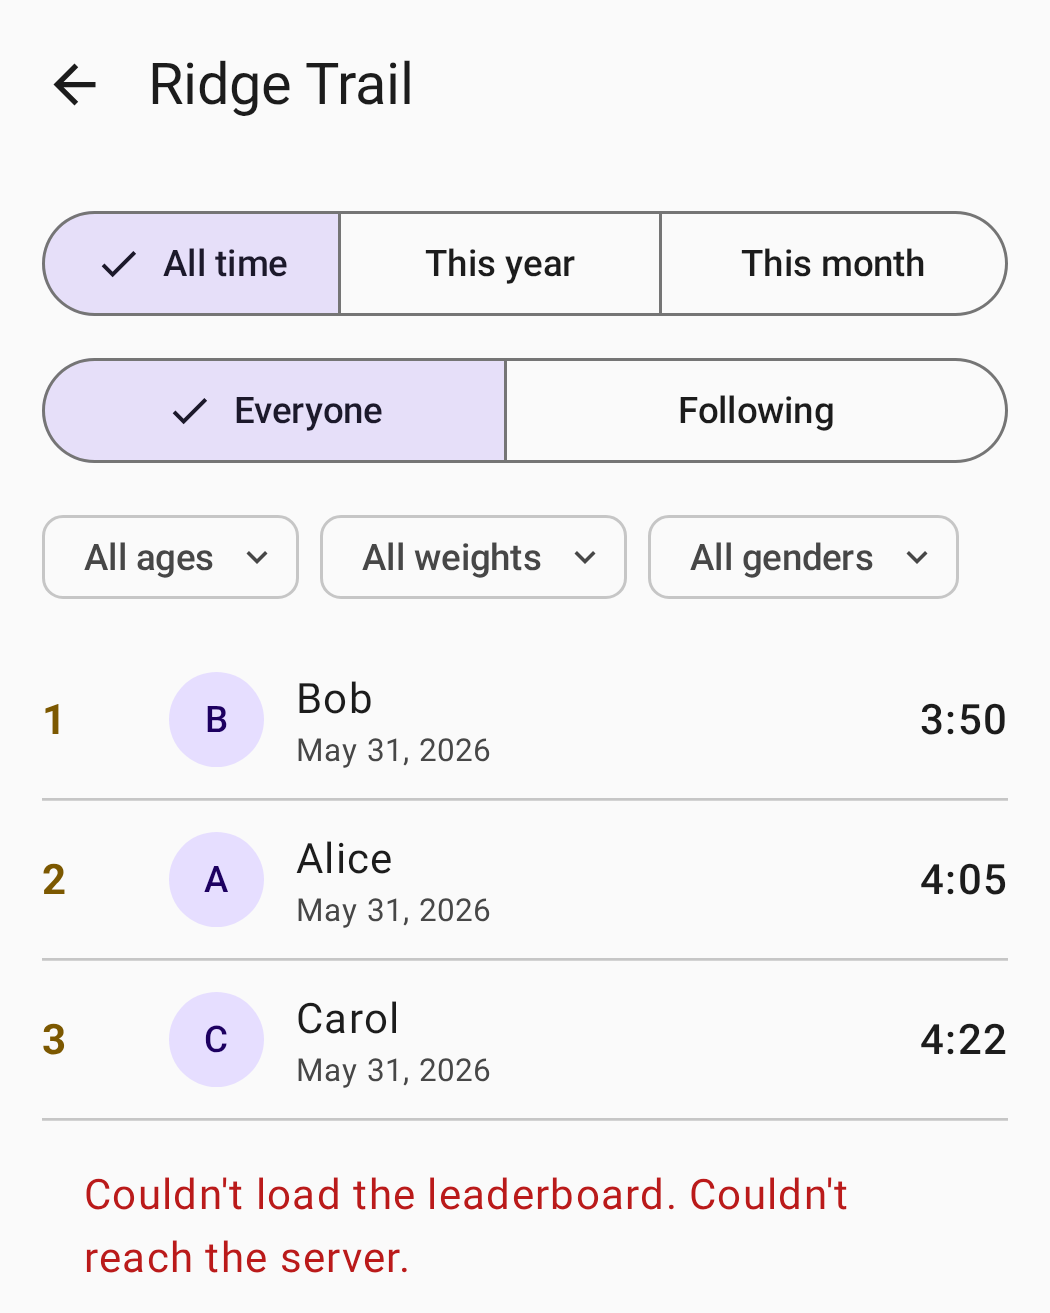 Ridge Trail
All time
This year
This month
Everyone
Following
All ages
All weights
All genders
1
B
Bob
May 31, 2026
3:50
2
A
Alice
May 31, 2026
4:05
3
C
Carol
May 31, 2026
4:22
Couldn't load the leaderboard. Couldn't
reach the server.